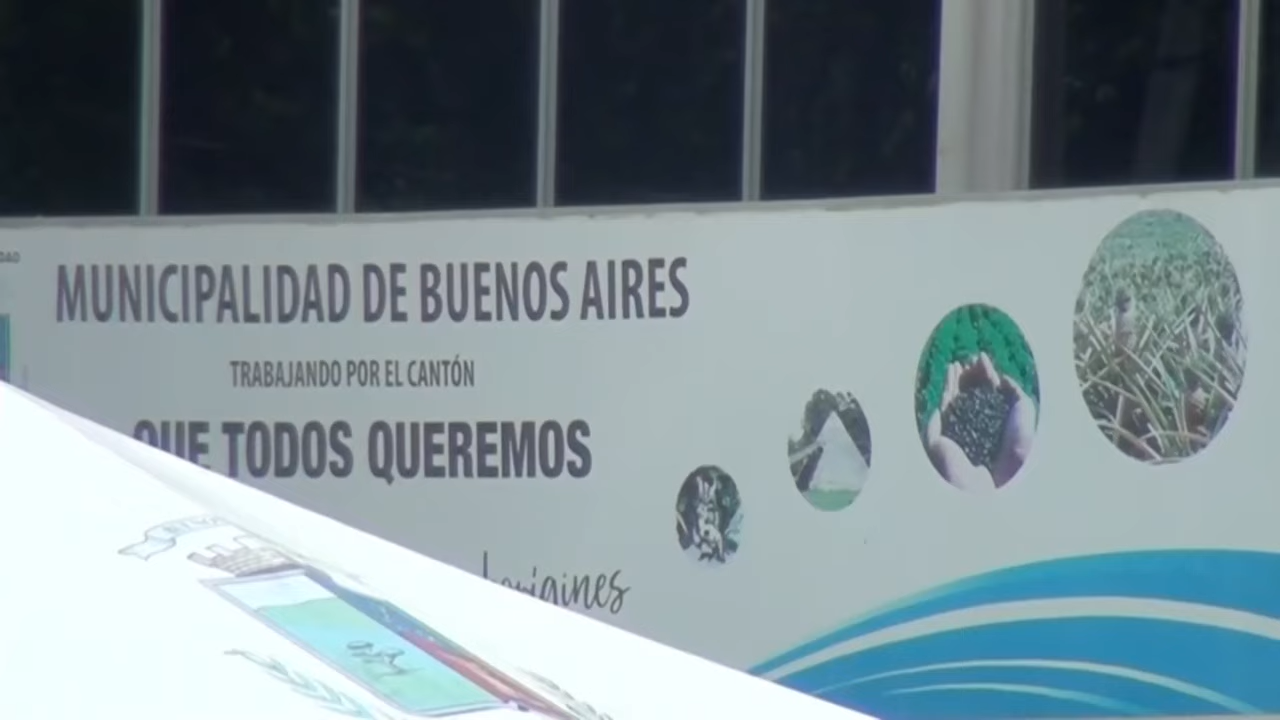 MUNICIPALIDAD DE BUENOS AIRES
TRABAJANDO POR EL CANTÓN
QUE TODOS QUEREMOS